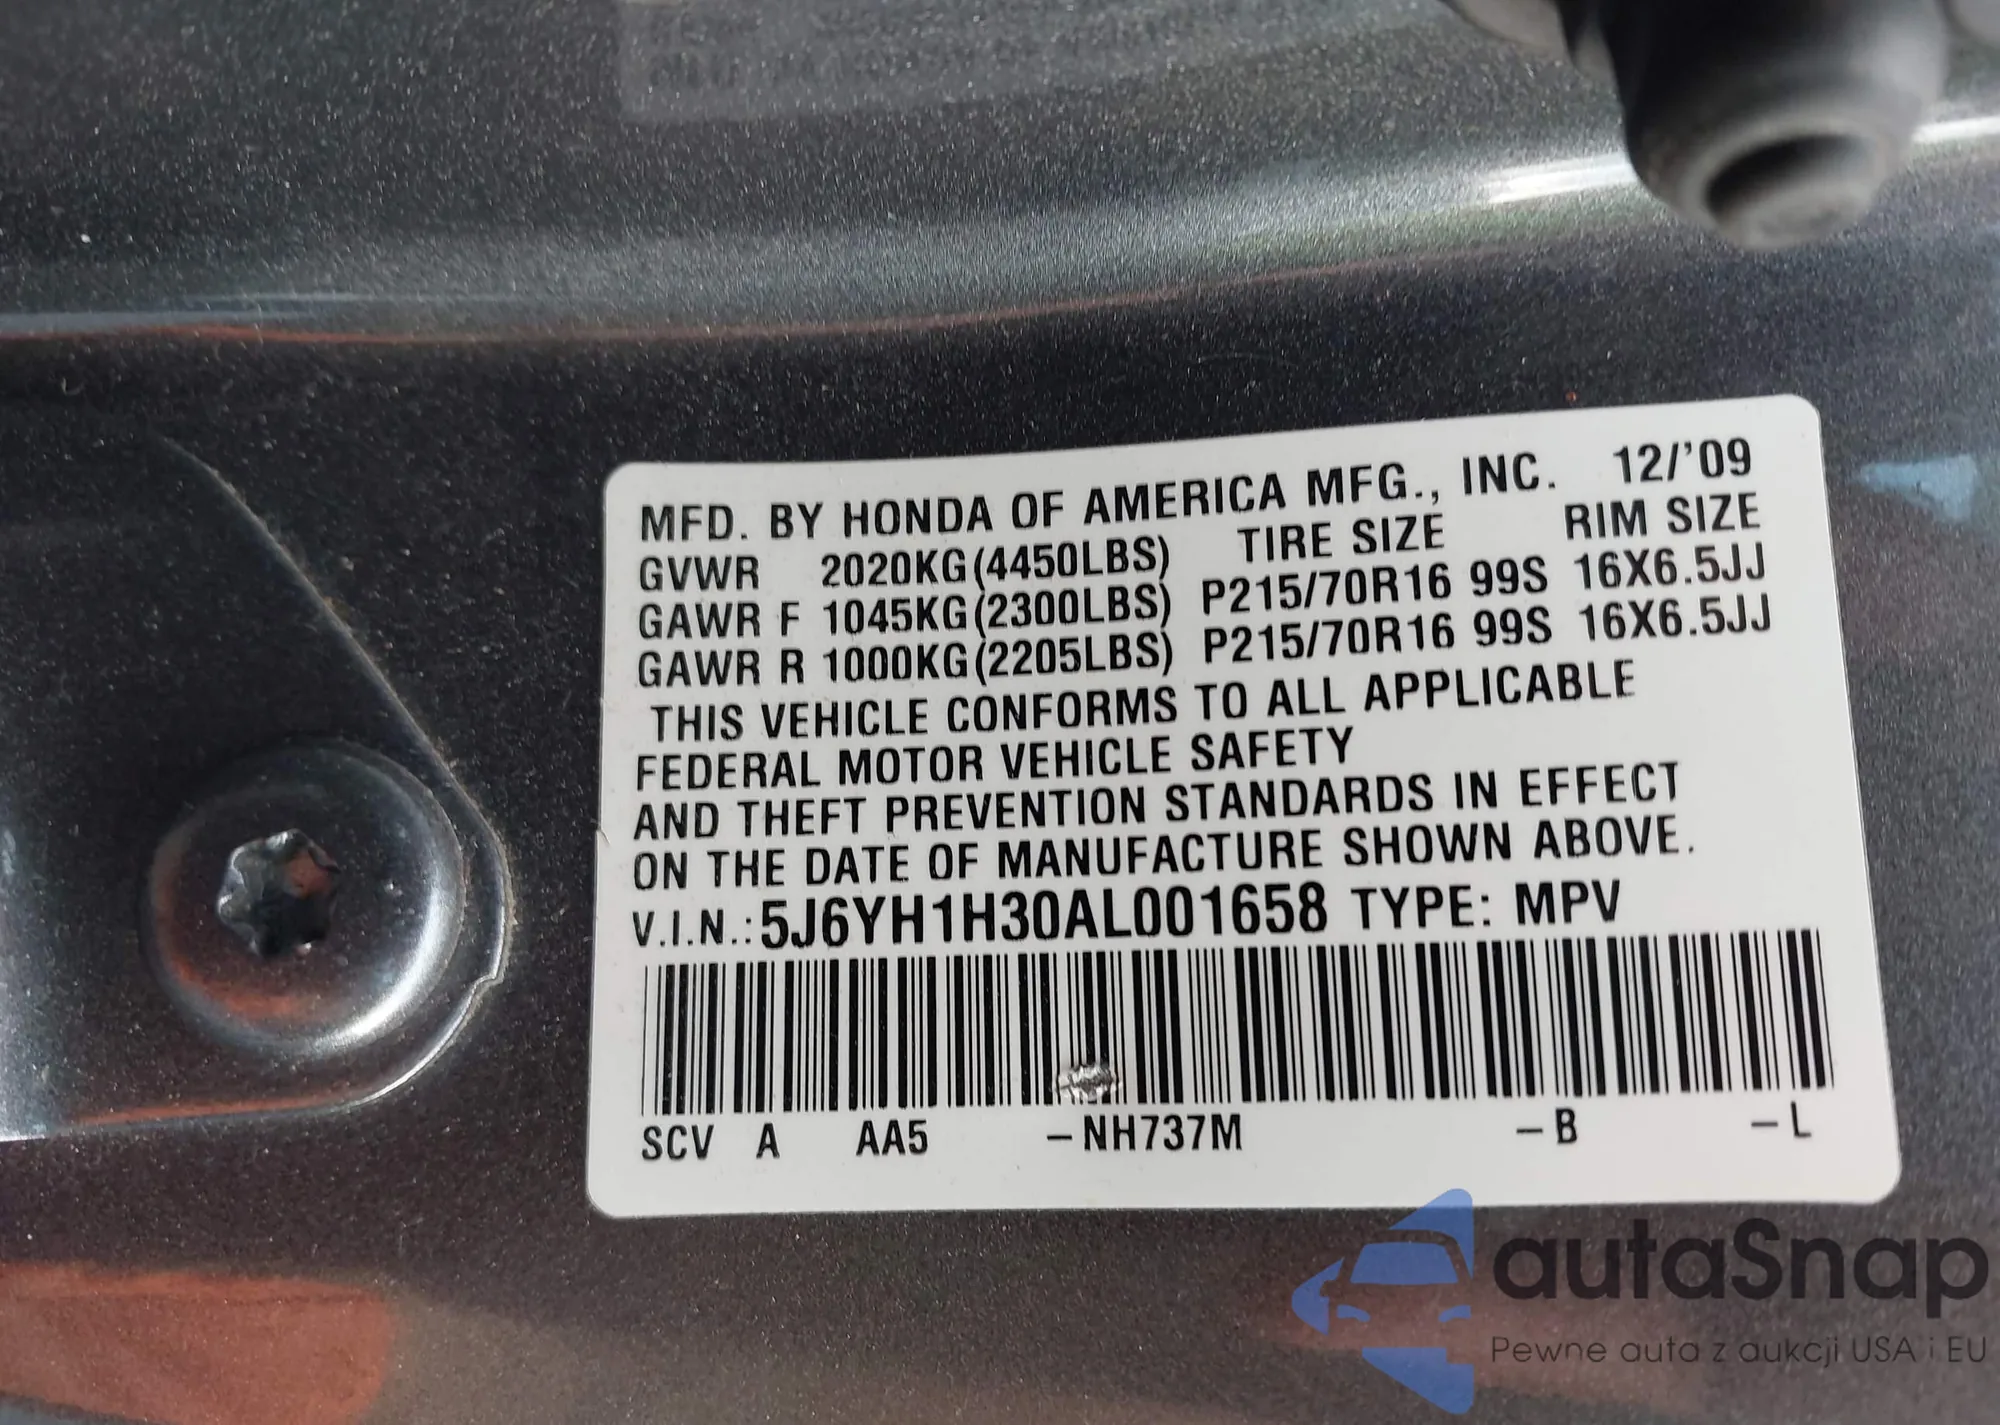 MFD. BY HONDA OF AMERICA MFG., INC. 12/'09
GVWR 2020KG(4450LBS) TIRE SIZE RIM SIZE
GAWR F 1045KG(2300LBS) P215/70R16 99S 16X6.5JJ
GAWR R 1000KG(2205LBS) P215/70R16 99S 16X6.5JJ
THIS VEHICLE CONFORMS TO ALL APPLICABLE
FEDERAL MOTOR VEHICLE SAFETY
AND THEFT PREVENTION STANDARDS IN EFFECT
ON THE DATE OF MANUFACTURE SHOWN ABOVE.
V.I.N.: 5J6YH1H30AL001658 TYPE: MPV
SCV A AA5 –NH737M –B –L
autaSnap
Pewne auta z aukcji USA i EU